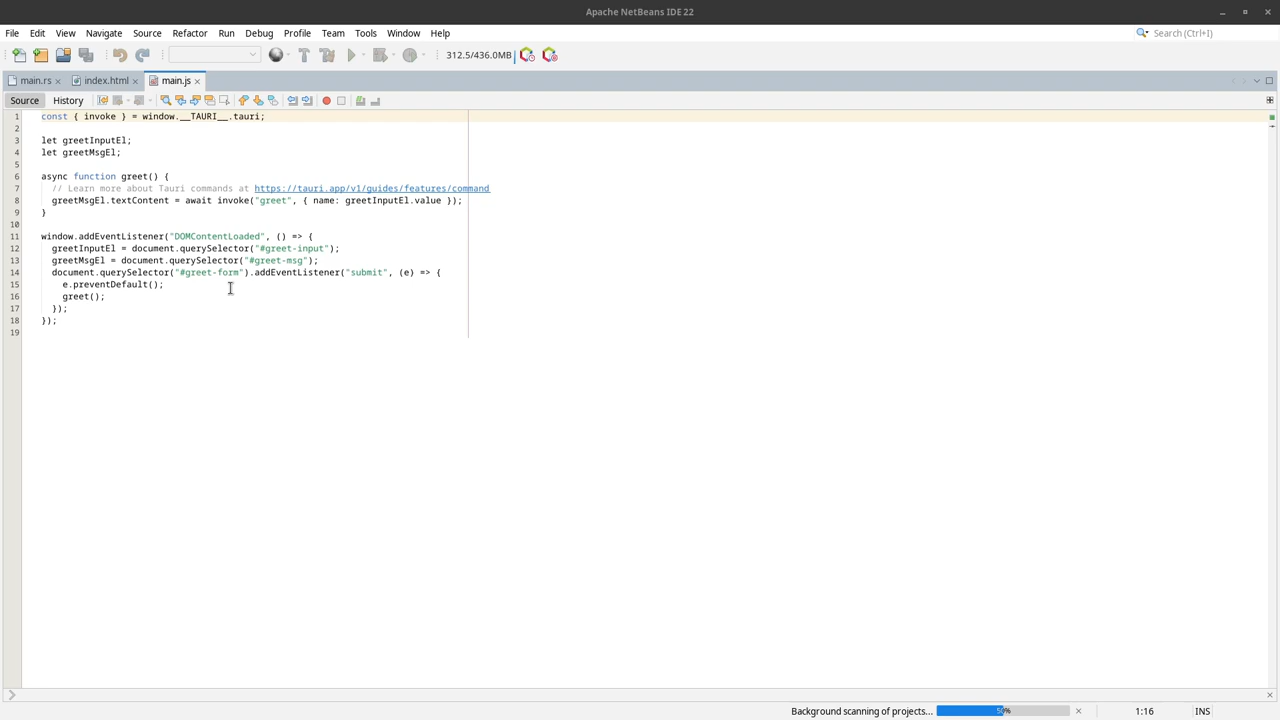 Apache NetBeans IDE 22
File Edit View Navigate Source Refactor Run Debug Profile Team Tools Window Help Search (Ctrl+I)
312.5/436.0MB
main.rs index.html main.js
Source History
1 const { invoke } = window.__TAURI__.tauri;
2
3 let greetInputEl;
4 let greetMsgEl;
5
6 async function greet() {
7 // Learn more about Tauri commands at https://tauri.app/v1/guides/features/command
8 greetMsgEl.textContent = await invoke("greet", { name: greetInputEl.value });
9 }
10
11 window.addEventListener("DOMContentLoaded", () => {
12 greetInputEl = document.querySelector("#greet-input");
13 greetMsgEl = document.querySelector("#greet-msg");
14 document.querySelector("#greet-form").addEventListener("submit", (e) => {
15 e.preventDefault();
16 greet();
17 });
18 });
19
Background scanning of projects... 1:16 INS